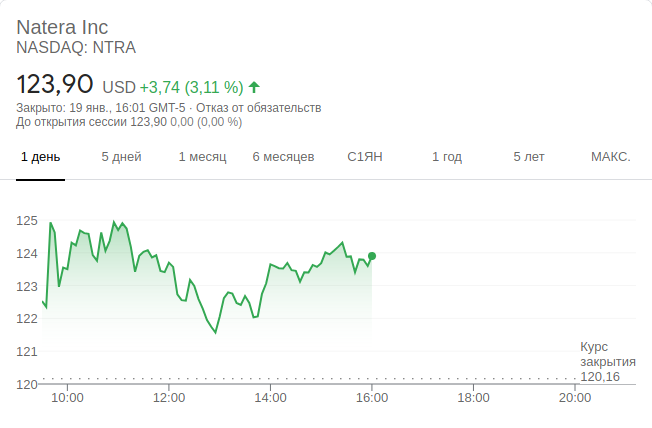 Natera Inc
NASDAQ: NTRA
123,90 USD +3,74 (3,11 %)
Закрыто: 19 янв., 16:01 GMT-5 · Отказ от обязательств
До открытия сессии 123,90 0,00 (0,00 %)
1 день 5 дней 1 месяц 6 месяцев С1ЯН 1 год 5 лет МАКС.
125
124
123
122
121
120
Курс
закрытия
120,16
10:00 12:00 14:00 16:00 18:00 20:00